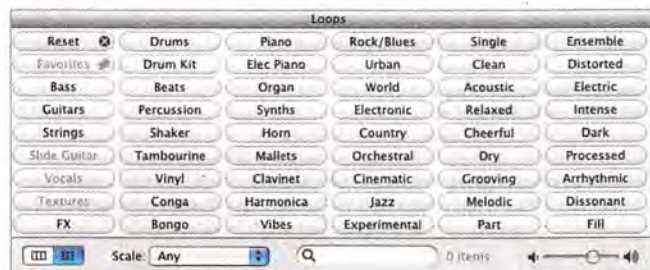 Loops
Reset Drums Piano Rock/Blues Single Ensemble
Favorites Drum Kit Elec Piano Urban Clean Distorted
Bass Beats Organ World Acoustic Electric
Guitars Percussion Synths Electronic Relaxed Intense
Strings Shaker Horn Country Cheerful Dark
Slide Guitar Tambourine Mallets Orchestral Dry Processed
Vocals Vinyl Clavinet Cinematic Grooving Arrhythmic
Textures Conga Harmonica Jazz Melodic Dissonant
FX Bongo Vibes Experimental Part Fill
Scale: Any 0 items